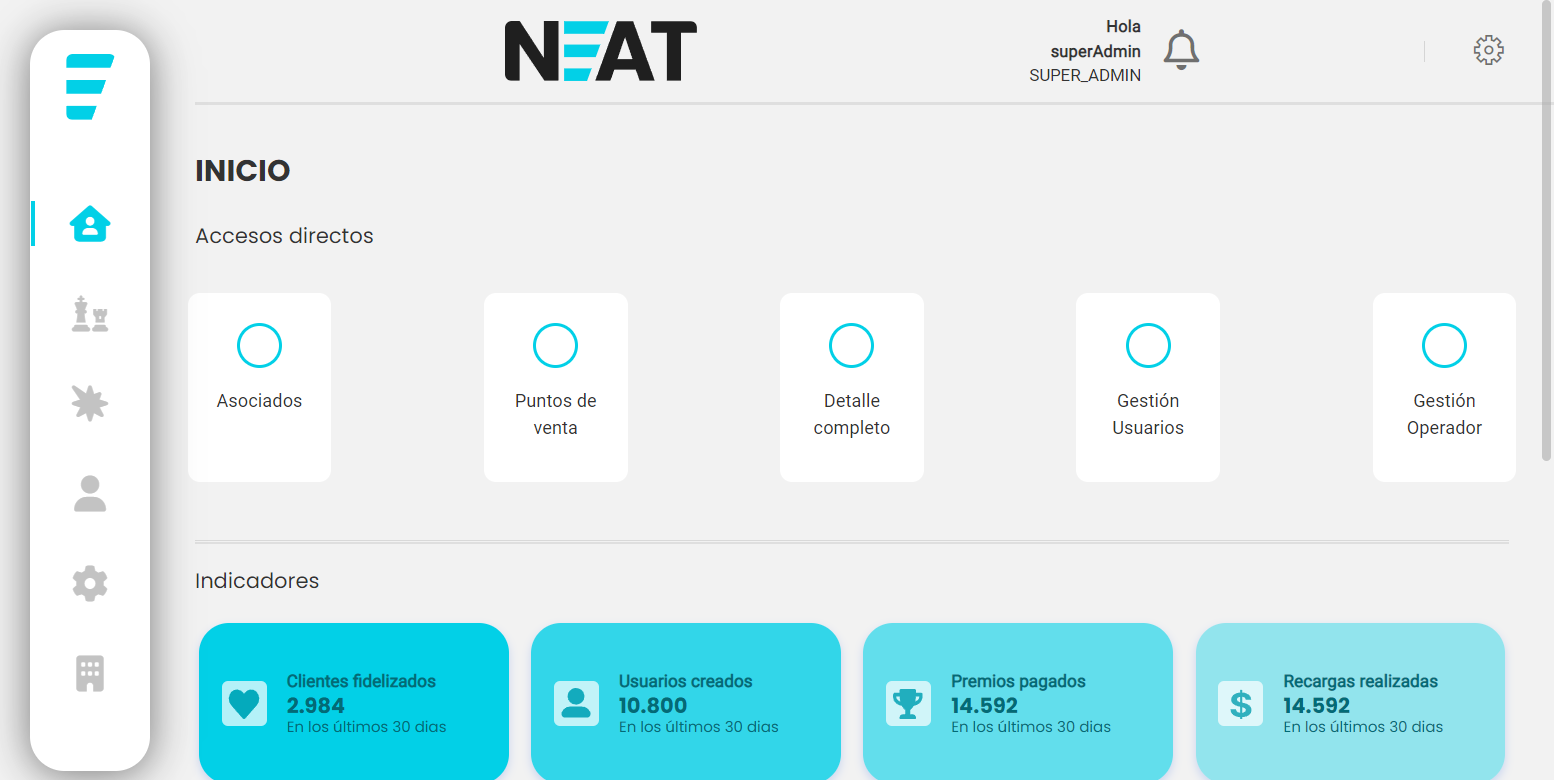 NEAT
Hola
superAdmin
SUPER_ADMIN
INICIO
Accesos directos
Asociados
Puntos de
venta
Detalle
completo
Gestión
Usuarios
Gestión
Operador
Indicadores
Clientes fidelizados
2.984
En los últimos 30 dias
Usuarios creados
10.800
En los últimos 30 dias
Premios pagados
14.592
En los últimos 30 dias
$
Recargas realizadas
14.592
En los últimos 30 dias